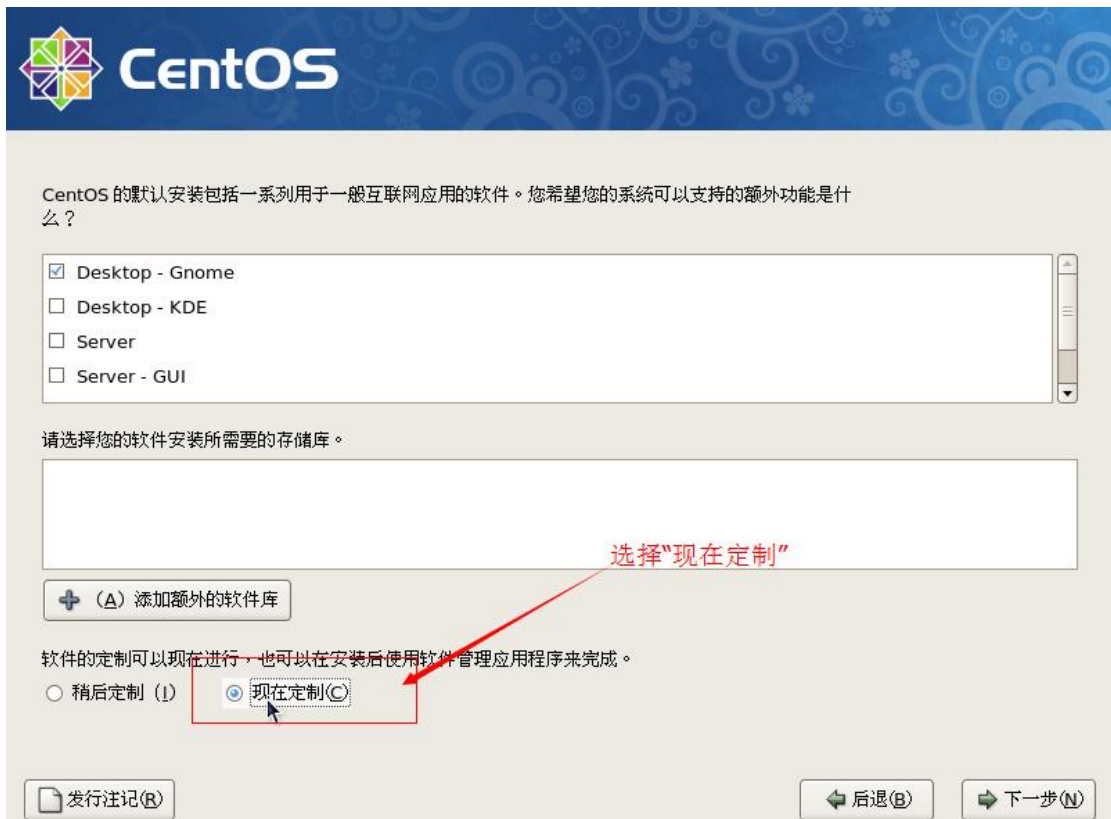 CentOS
CentOS 的默认安装包括一系列用于一般互联网应用的软件。您希望您的系统可以支持的额外功能是什
么？
Desktop - Gnome
Desktop - KDE
Server
Server - GUI
请选择您的软件安装所需要的存储库。
选择“现在定制”
(A) 添加额外的软件库
软件的定制可以现在进行，也可以在安装后使用软件管理应用程序来完成。
稍后定制 (I) 现在定制(C)
发行注记(R) 后退(B) 下一步(N)